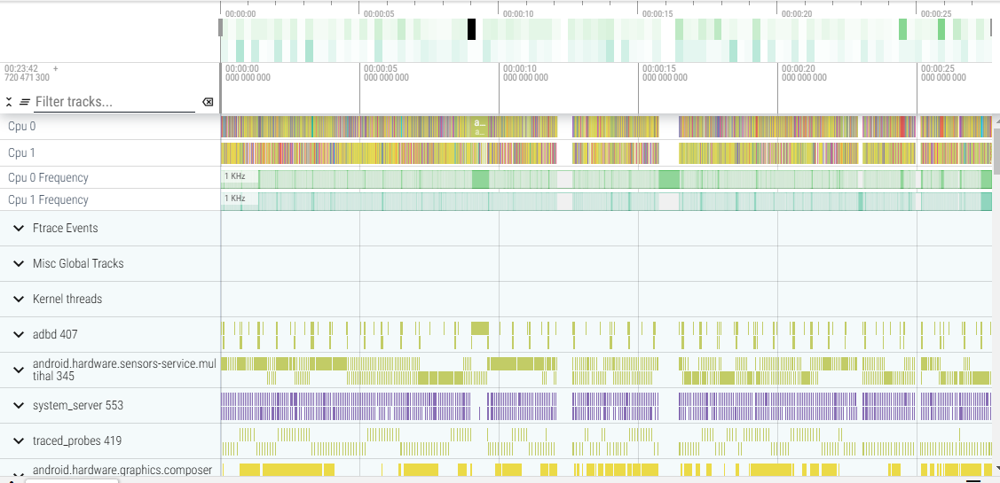 00:00:00 00:00:05 00:00:10 00:00:15 00:00:20 00:00:25
00:23:42 +
720 471 300
00:00:00 00:00:05 00:00:10 00:00:15 00:00:20 00:00:25
000 000 000 000 000 000 000 000 000 000 000 000 000 000 000 000 000 000
Filter tracks...
Cpu 0
a...
a...
Cpu 1
Cpu 0 Frequency
1 KHz
Cpu 1 Frequency
1 KHz
Ftrace Events
Misc Global Tracks
Kernel threads
adbd 407
android.hardware.sensors-service.mul
tihal 345
system_server 553
traced_probes 419
android.hardware.graphics.composer